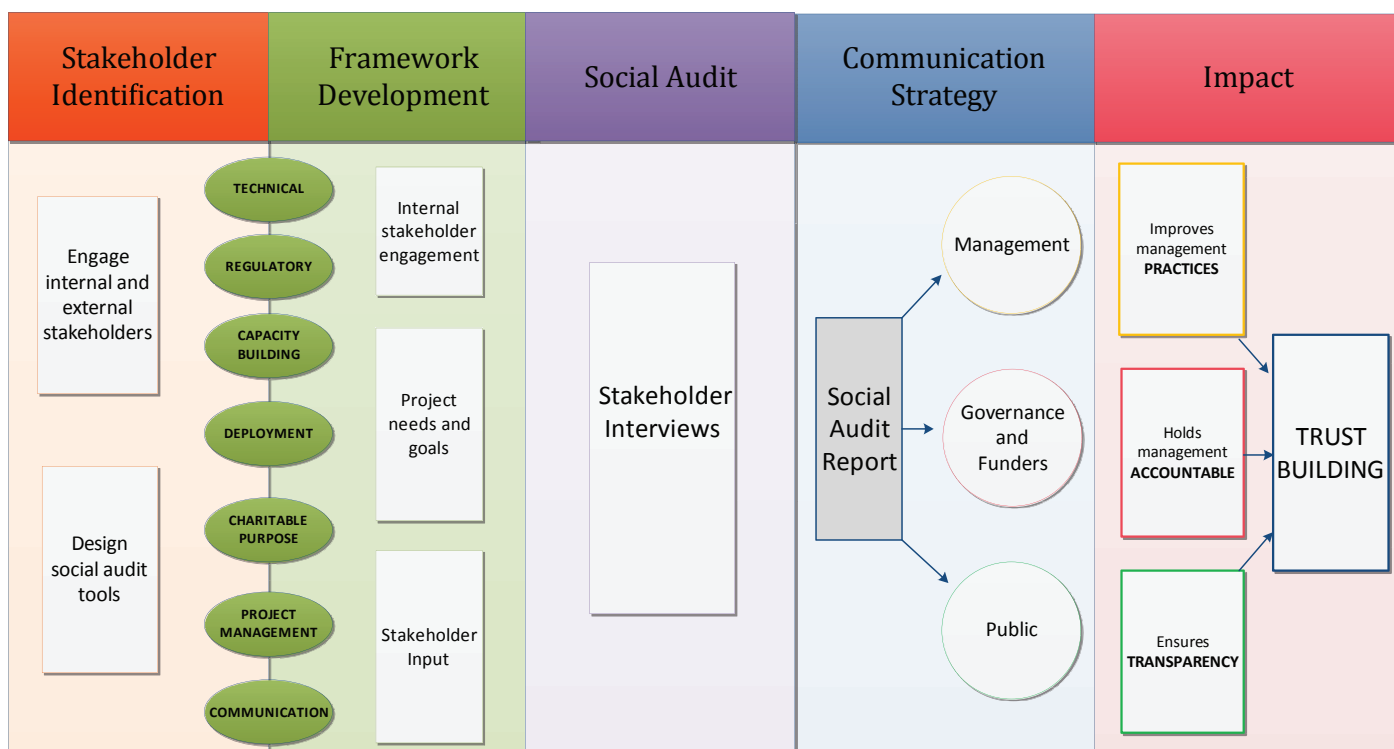 Stakeholder
Identification
Framework
Development
Social Audit
Communication
Strategy
Impact
Engage
internal and
external
stakeholders
Design
social audit
tools
TECHNICAL
REGULATORY
CAPACITY
BUILDING
DEPLOYMENT
CHARITABLE
PURPOSE
PROJECT
MANAGEMENT
COMMUNICATION
Internal
stakeholder
engagement
Project
needs and
goals
Stakeholder
Input
Stakeholder
Interviews
Social
Audit
Report
Management
Governance
and
Funders
Public
Improves
management
PRACTICES
Holds
management
ACCOUNTABLE
Ensures
TRANSPARENCY
TRUST
BUILDING